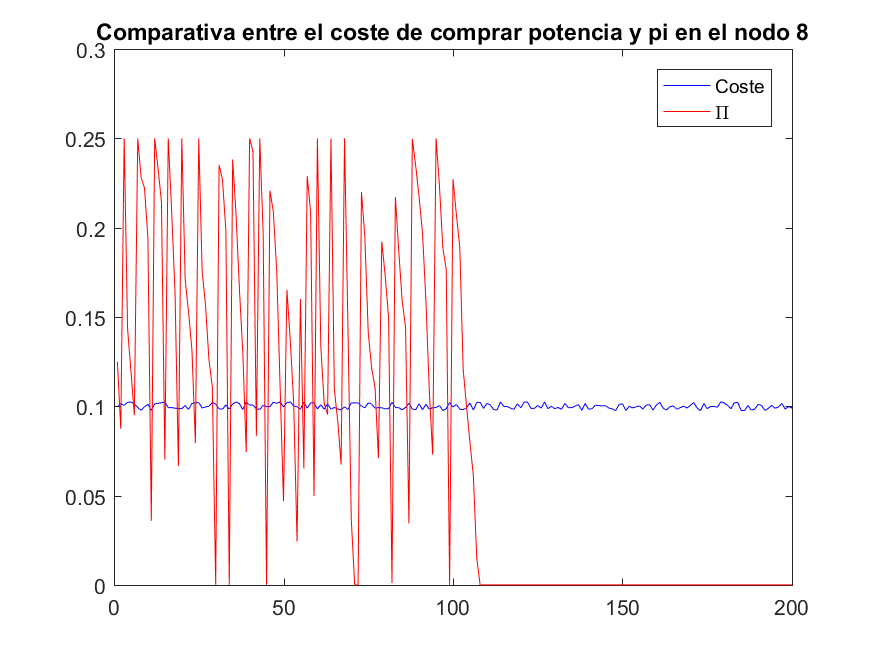 Comparativa entre el coste de comprar potencia y pi en el nodo 8
0.3
0.25
0.2
0.15
0.1
0.05
0
0 50 100 150 200
Coste
Π